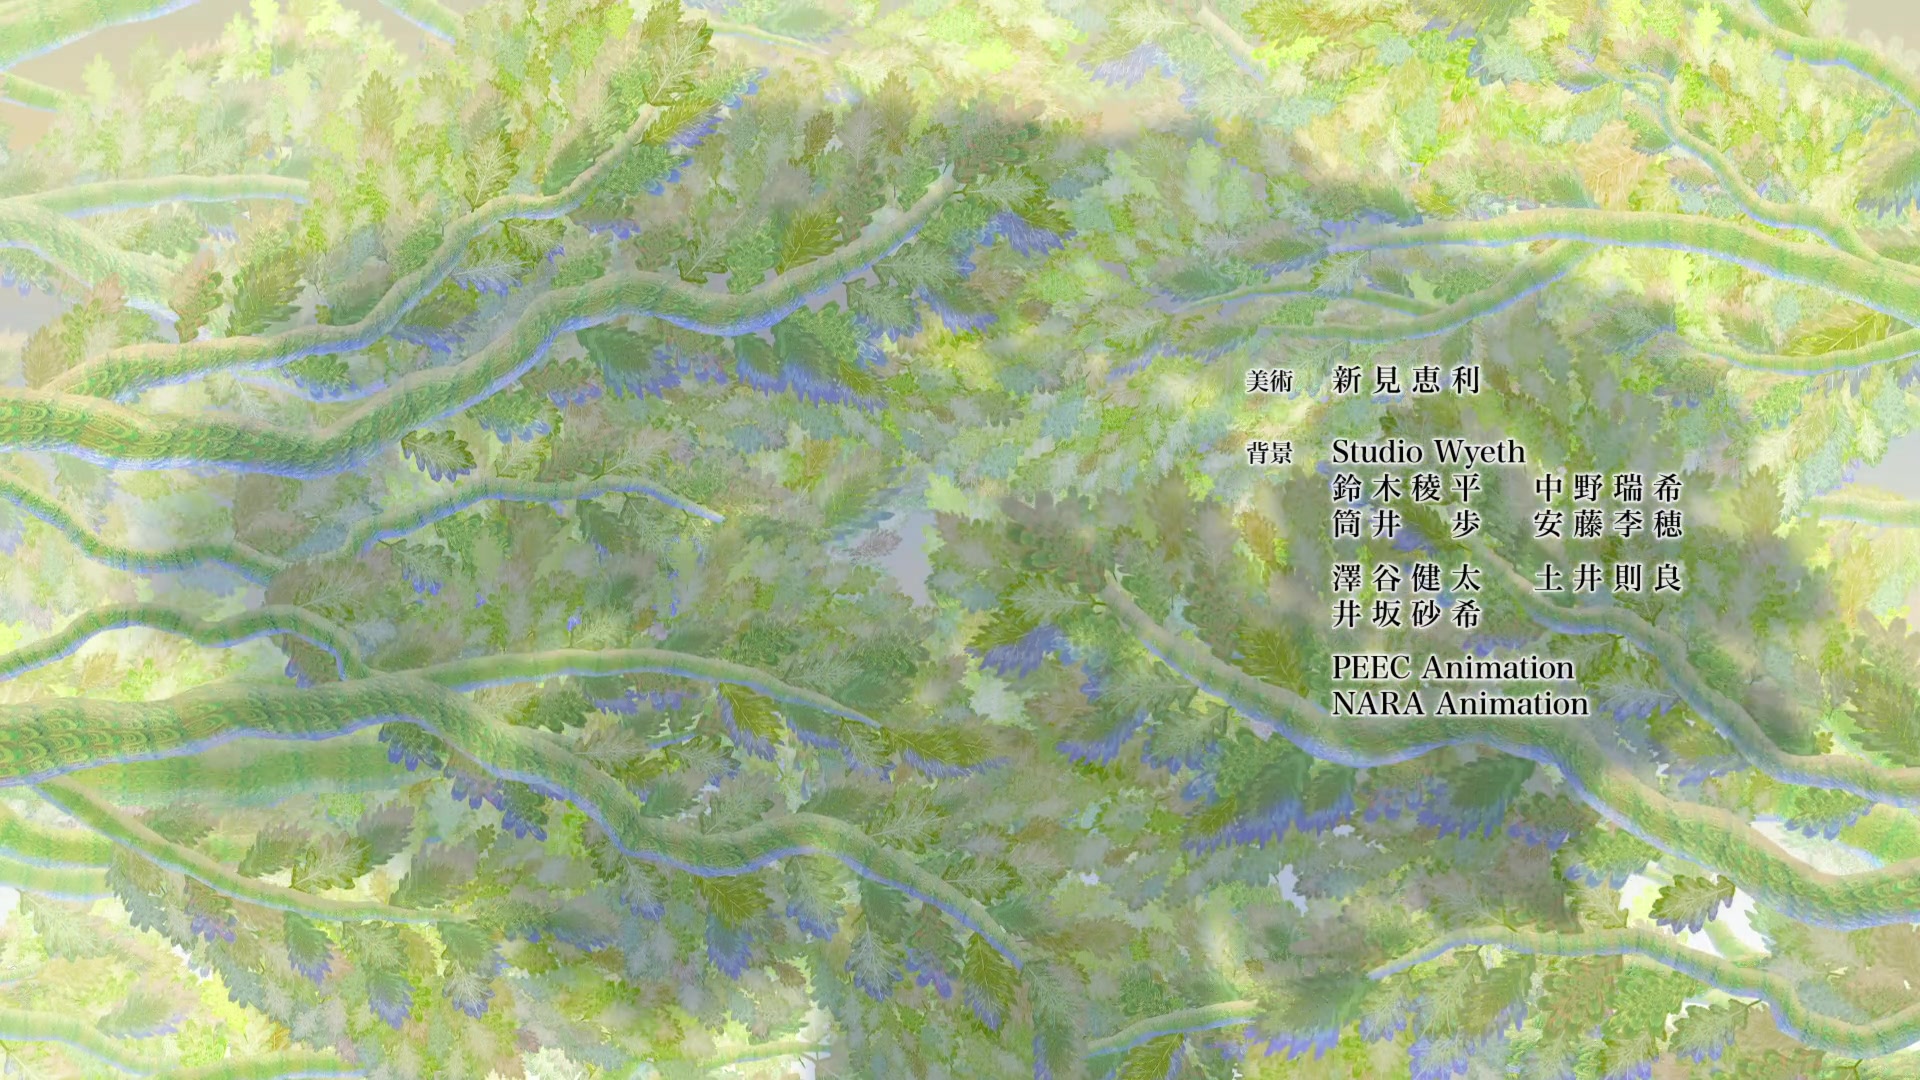 美術 新見恵利
背景 Studio Wyeth
鈴木稜平 中野瑞希
筒井 歩 安藤李穂
澤谷健太 土井則良
井坂砂希
PEEC Animation
NARA Animation